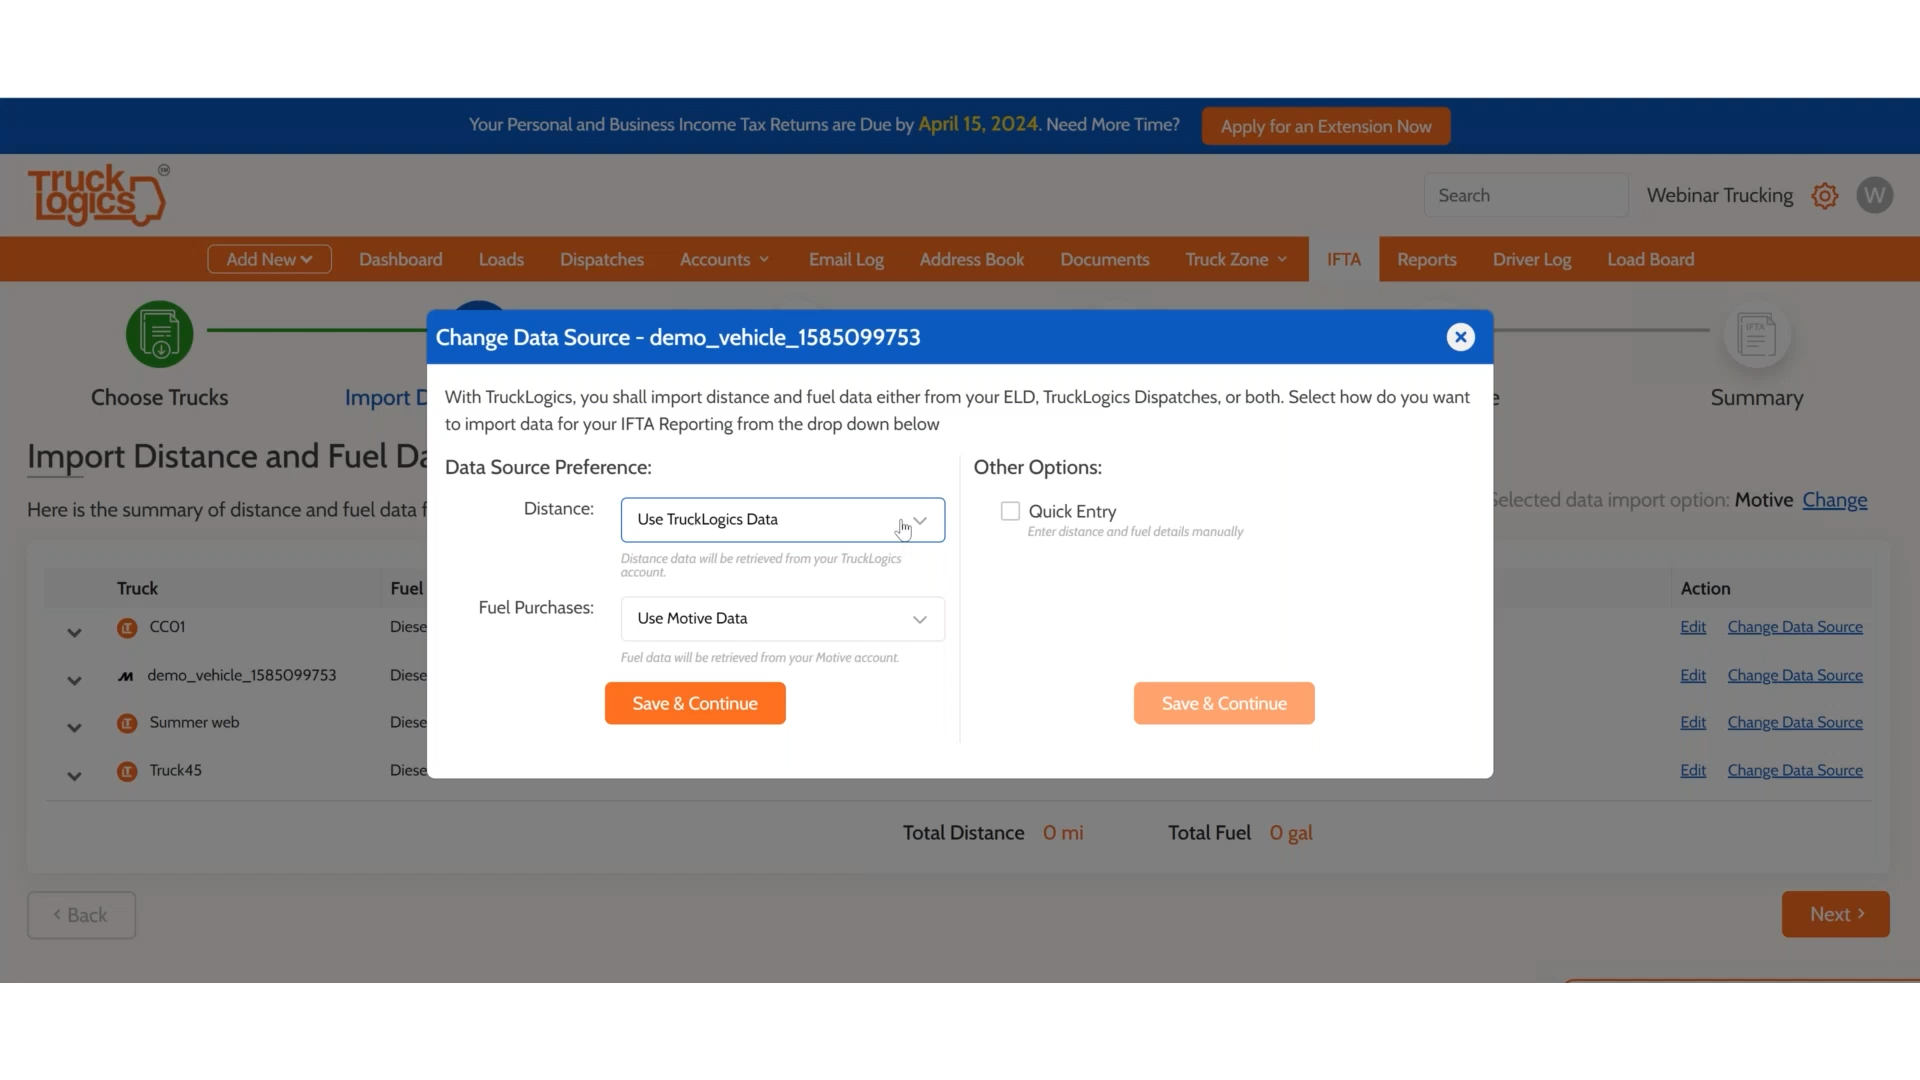 Your Personal and Business Income Tax Returns are Due by April 15, 2024. Need More Time? Apply for an Extension Now
Truck Logics TM
Search Webinar Trucking W
Add New Dashboard Loads Dispatches Accounts Email Log Address Book Documents Truck Zone IFTA Reports Driver Log Load Board
Change Data Source - demo_vehicle_1585099753
IFTA
Choose Trucks Import D e Summary
With TruckLogics, you shall import distance and fuel data either from your ELD, TruckLogics Dispatches, or both. Select how do you want
to import data for your IFTA Reporting from the drop down below
Import Distance and Fuel Da
Data Source Preference: Other Options:
Here is the summary of distance and fuel data f
Selected data import option: Motive Change
Distance: Use TruckLogics Data
Quick Entry
Enter distance and fuel details manually
Distance data will be retrieved from your TruckLogics
account.
Truck Fuel Action
Fuel Purchases: Use Motive Data
CC01 Diese Edit Change Data Source
Fuel data will be retrieved from your Motive account.
demo_vehicle_1585099753 Diese Edit Change Data Source
Save & Continue Save & Continue
Summer web Diese Edit Change Data Source
Truck45 Diese Edit Change Data Source
Total Distance 0 mi Total Fuel 0 gal
Back Next